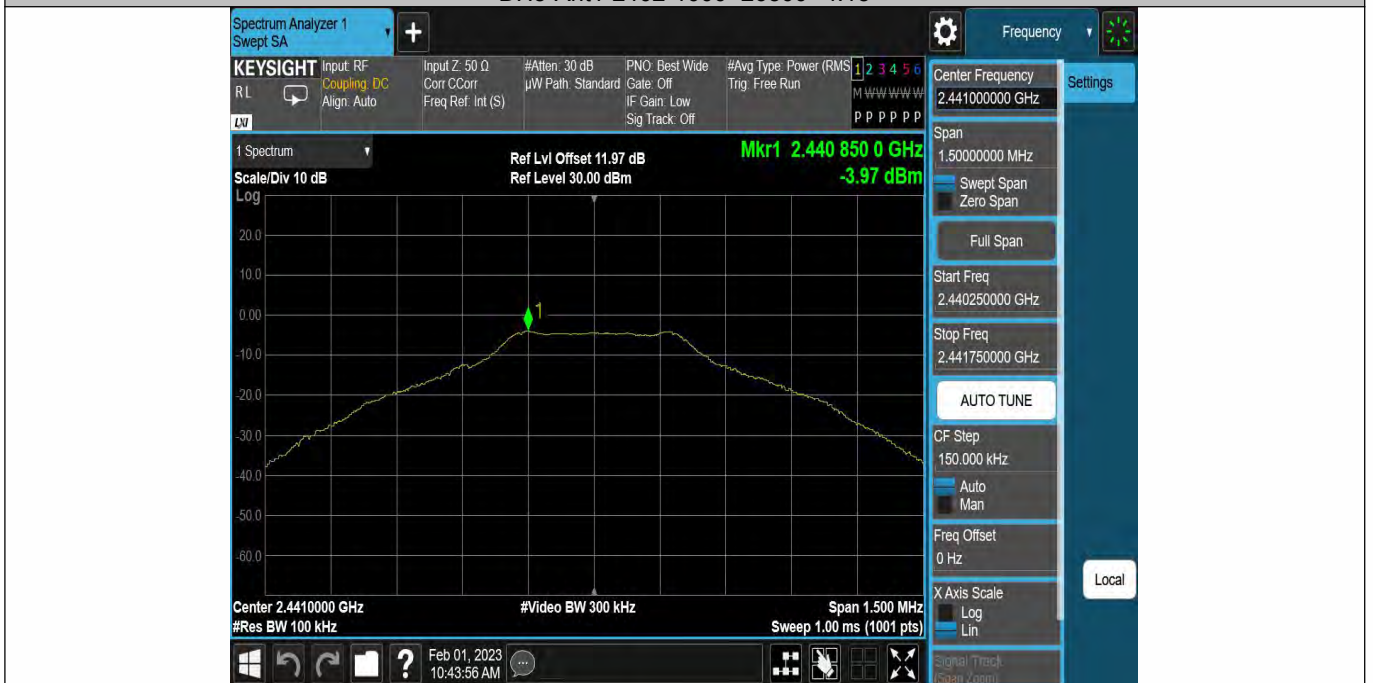 Spectrum Analyzer 1
Swept SA
+
Frequency
KEYSIGHT
RL
LXI
Input: RF
Coupling: DC
Align: Auto
Input Z: 50 Ω
Corr CCorr
Freq Ref: Int (S)
#Atten: 30 dB
µW Path: Standard
PNO: Best Wide
Gate: Off
IF Gain: Low
Sig Track: Off
#Avg Type: Power (RMS
Trig: Free Run
1 2 3 4 5 6
M W W W W W
P P P P P P
1 Spectrum
Scale/Div 10 dB
Log
Ref Lvl Offset 11.97 dB
Ref Level 30.00 dBm
Mkr1 2.440 850 0 GHz
-3.97 dBm
20.0
10.0
0.00
-10.0
-20.0
-30.0
-40.0
-50.0
-60.0
1
Center 2.4410000 GHz
#Res BW 100 kHz
#Video BW 300 kHz
Span 1.500 MHz
Sweep 1.00 ms (1001 pts)
Feb 01, 2023
10:43:56 AM
Center Frequency
2.441000000 GHz
Settings
Span
1.50000000 MHz
Swept Span
Zero Span
Full Span
Start Freq
2.440250000 GHz
Stop Freq
2.441750000 GHz
AUTO TUNE
CF Step
150.000 kHz
Auto
Man
Freq Offset
0 Hz
X Axis Scale
Log
Lin
Local
Signal Track
(Span Zoom)